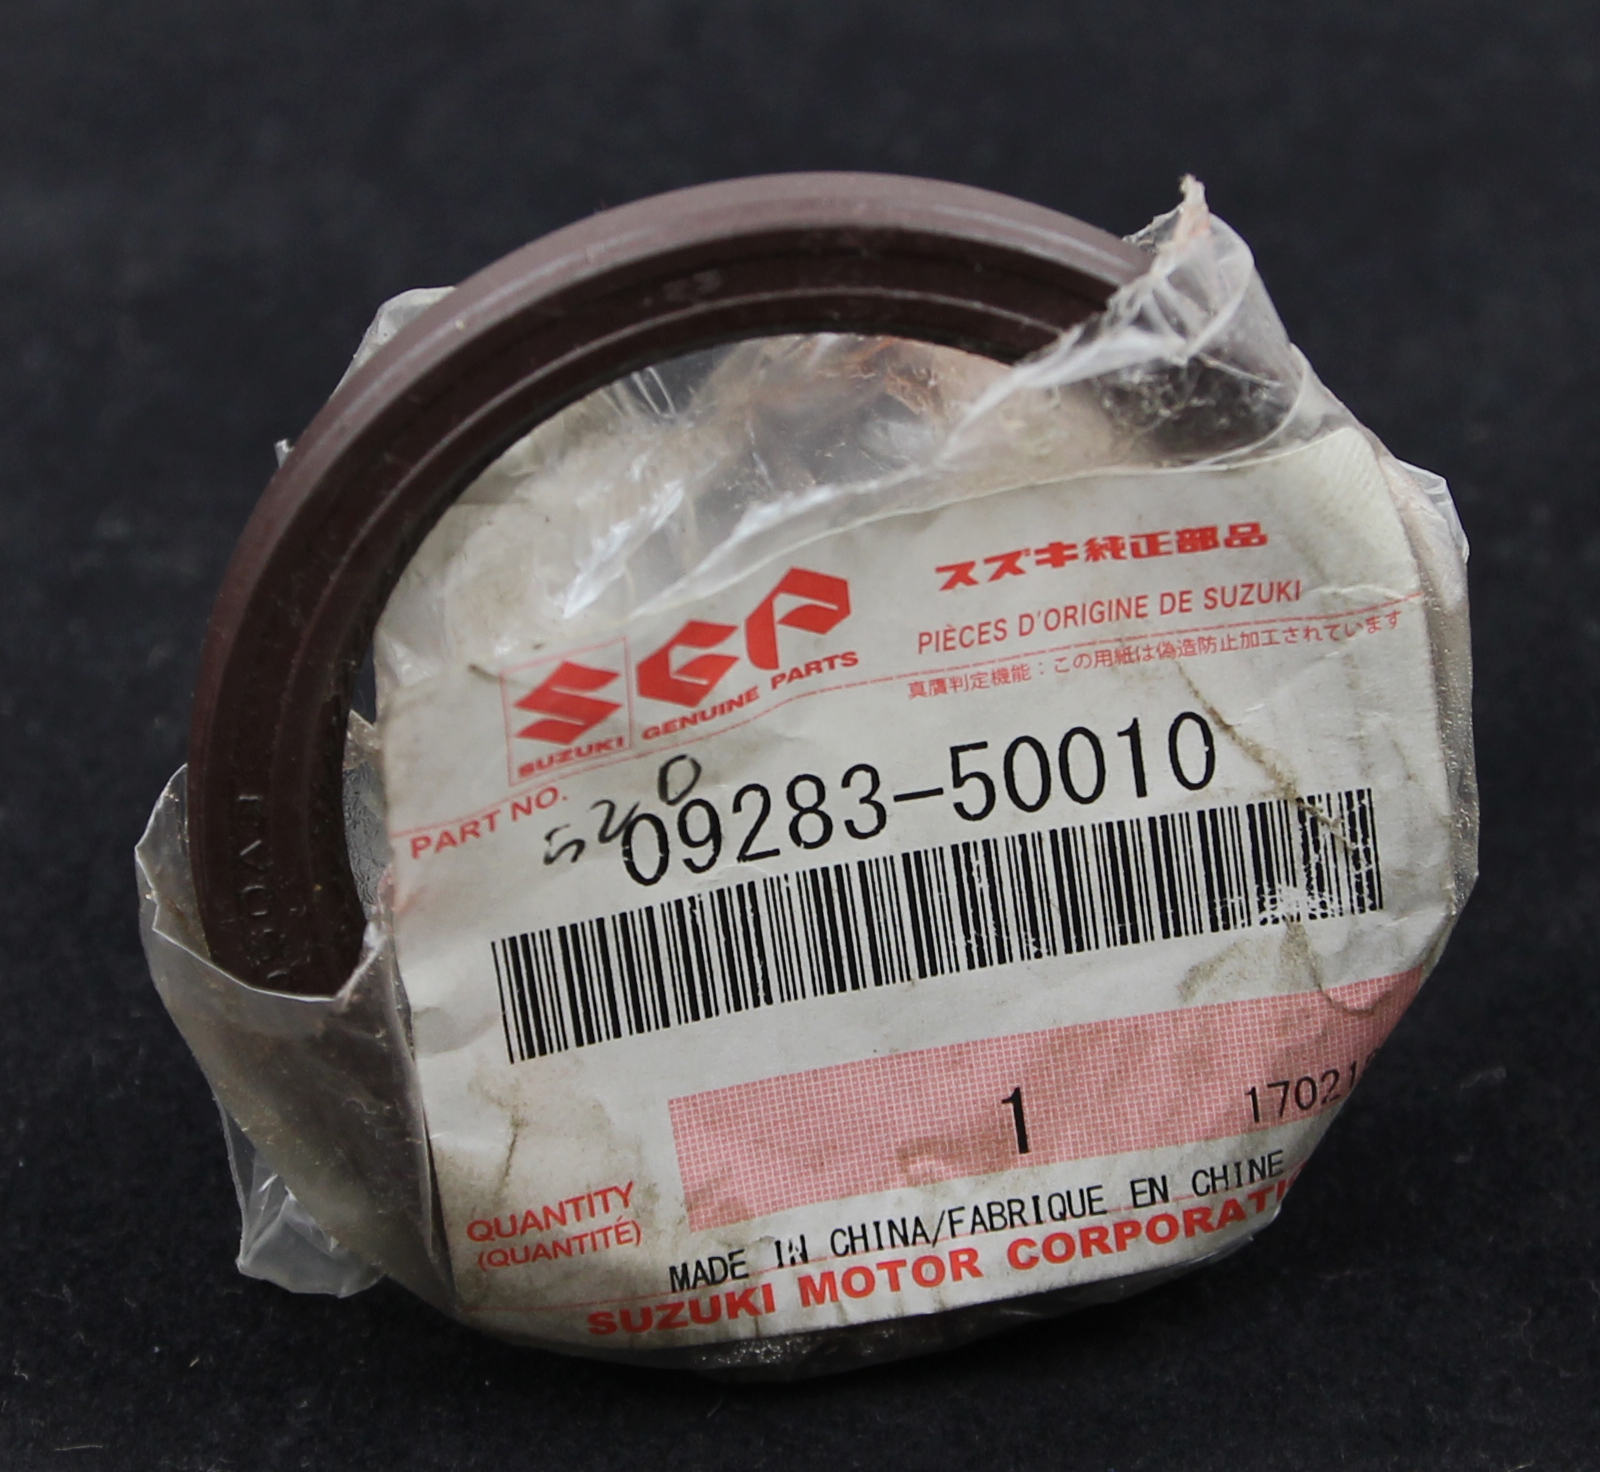 スズキ純正部品
SGP
SUZUKI GENUINE PARTS
PIÈCES D'ORIGINE DE SUZUKI
真贋判定機能：この用紙は偽造防止加工されています
PART NO.
520
09283-50010
1
QUANTITY
(QUANTITÉ)
MADE IN CHINA/FABRIQUE EN CHINE
SUZUKI MOTOR